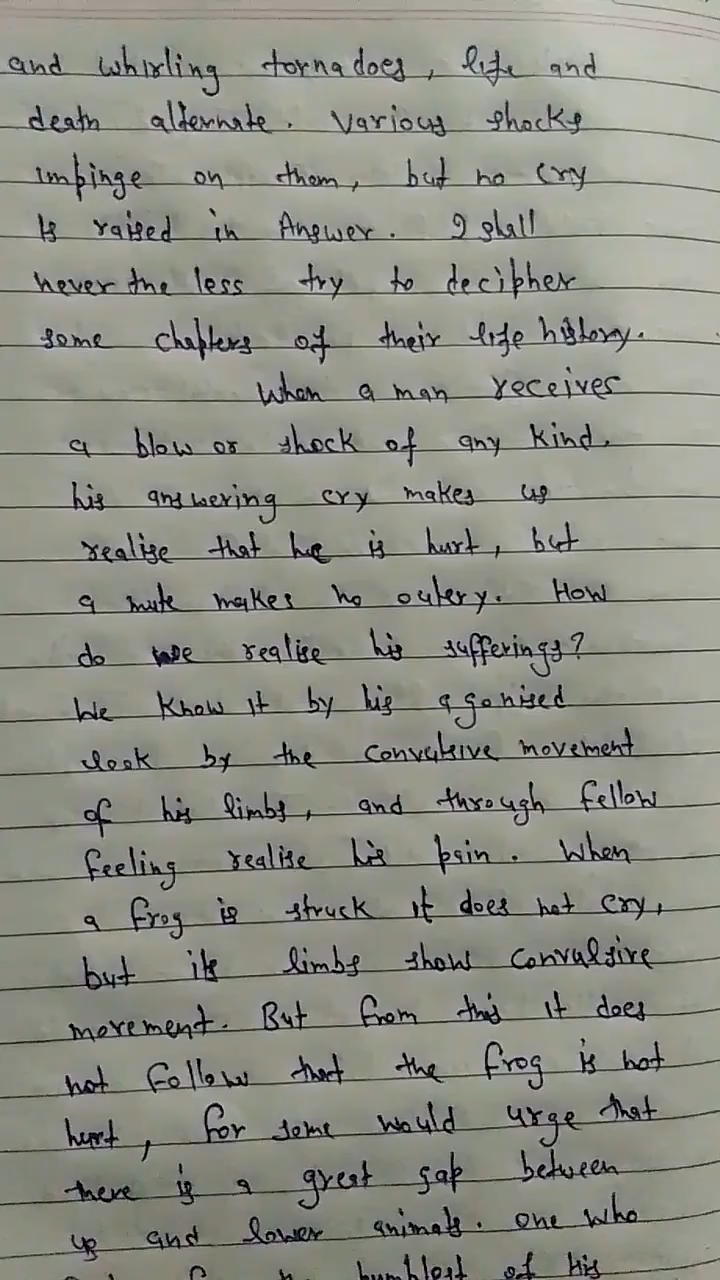 and whirling tornadoes, life and
death alternate. Various shocks
impinge on them, but no cry
Is raised in Answer. I shall
never the less try to decipher
some chapters of their life history.
When a man receives
a blow or shock of any kind.
his answering cry makes us
realise that he is hurt, but
a mute makes no outery. How
do we realise his sufferings?
We know it by his agonised
look by the convulsive movement
of his limbs, and through fellow
feeling realise his pain. When
a frog is struck it does not cry,
but its limbs show convulsive
movement. But from this it does
not follow that the frog is not
hurt, for some would urge that
there is a great gap between
us and lower animals. one who
humblest of his